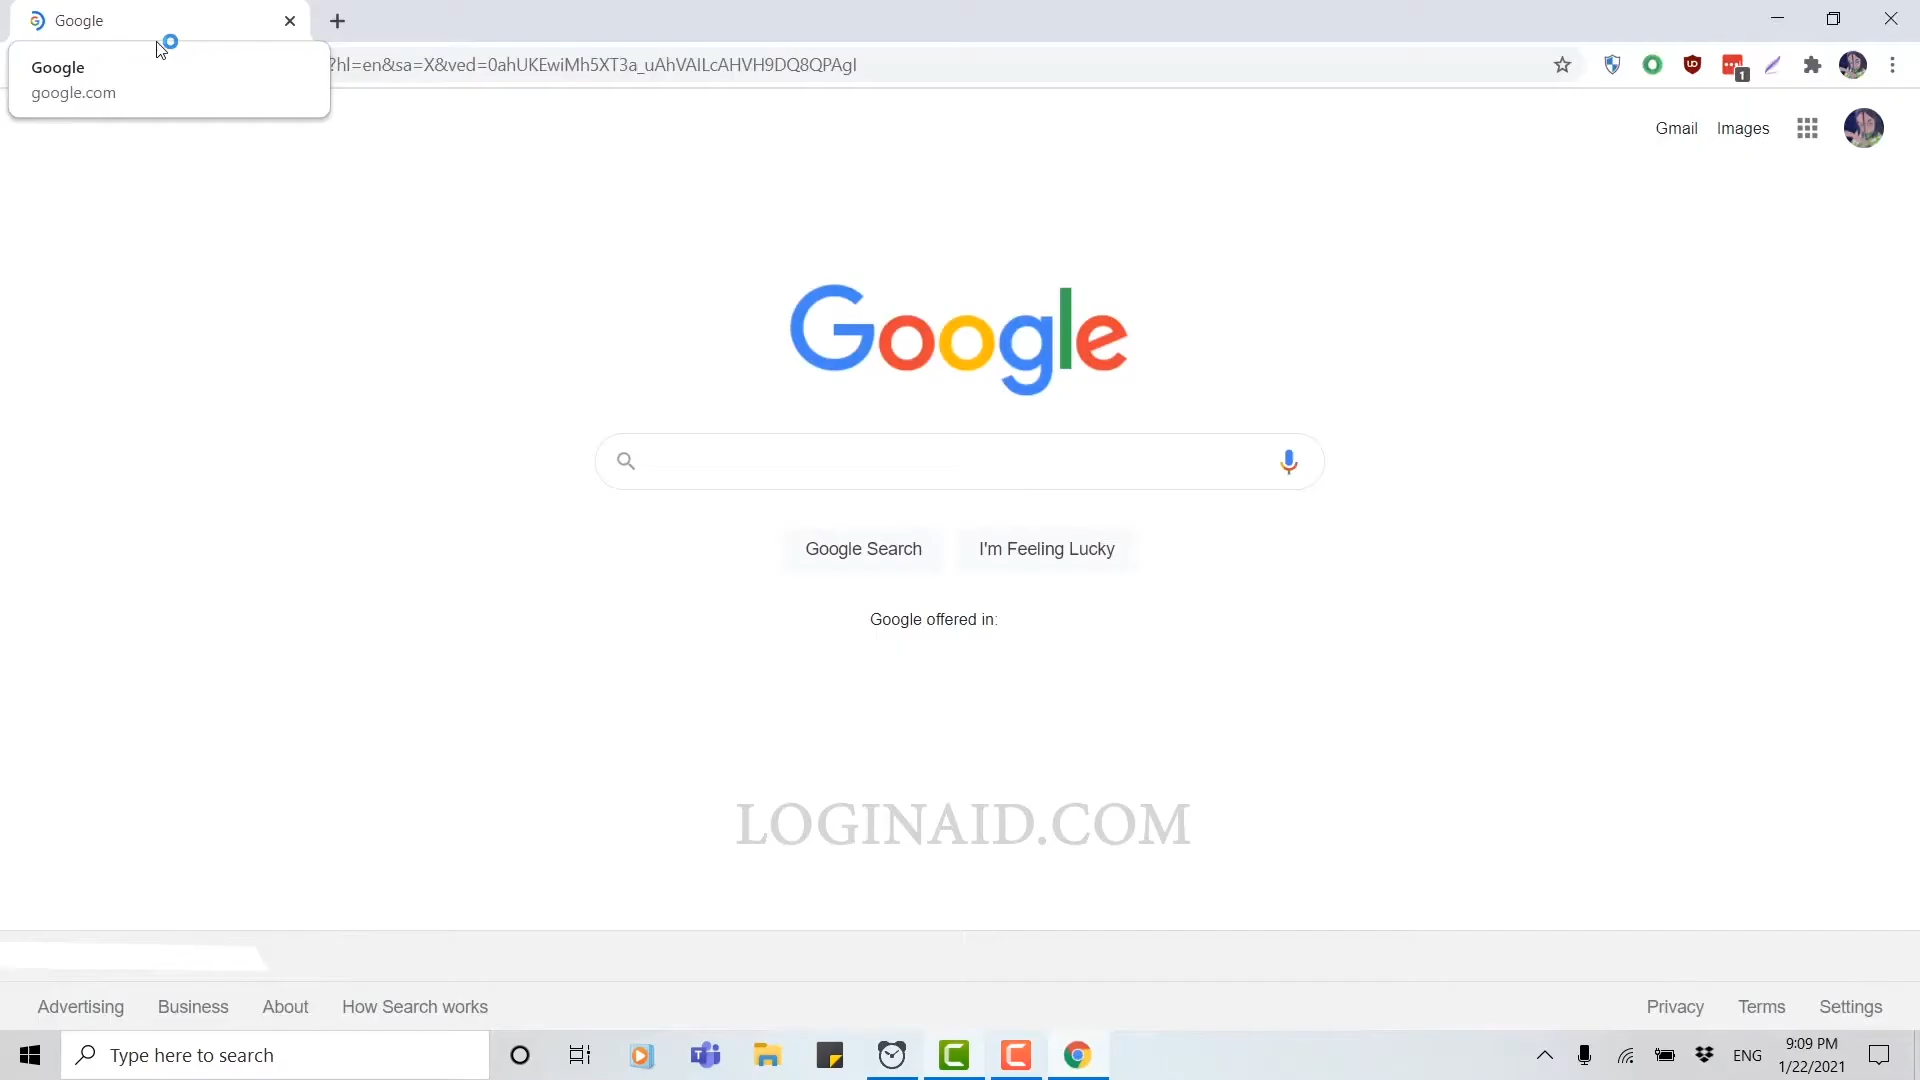 Google
Google
google.com
?hl=en&sa=X&ved=0ahUKEwiMh5XT3a_uAhVAILcAHVH9DQ8QPAgI
1
Gmail Images
Google
Google Search I'm Feeling Lucky
Google offered in:
LOGINAID.COM
Advertising Business About How Search works Privacy Terms Settings
Type here to search
ENG
9:09 PM
1/22/2021